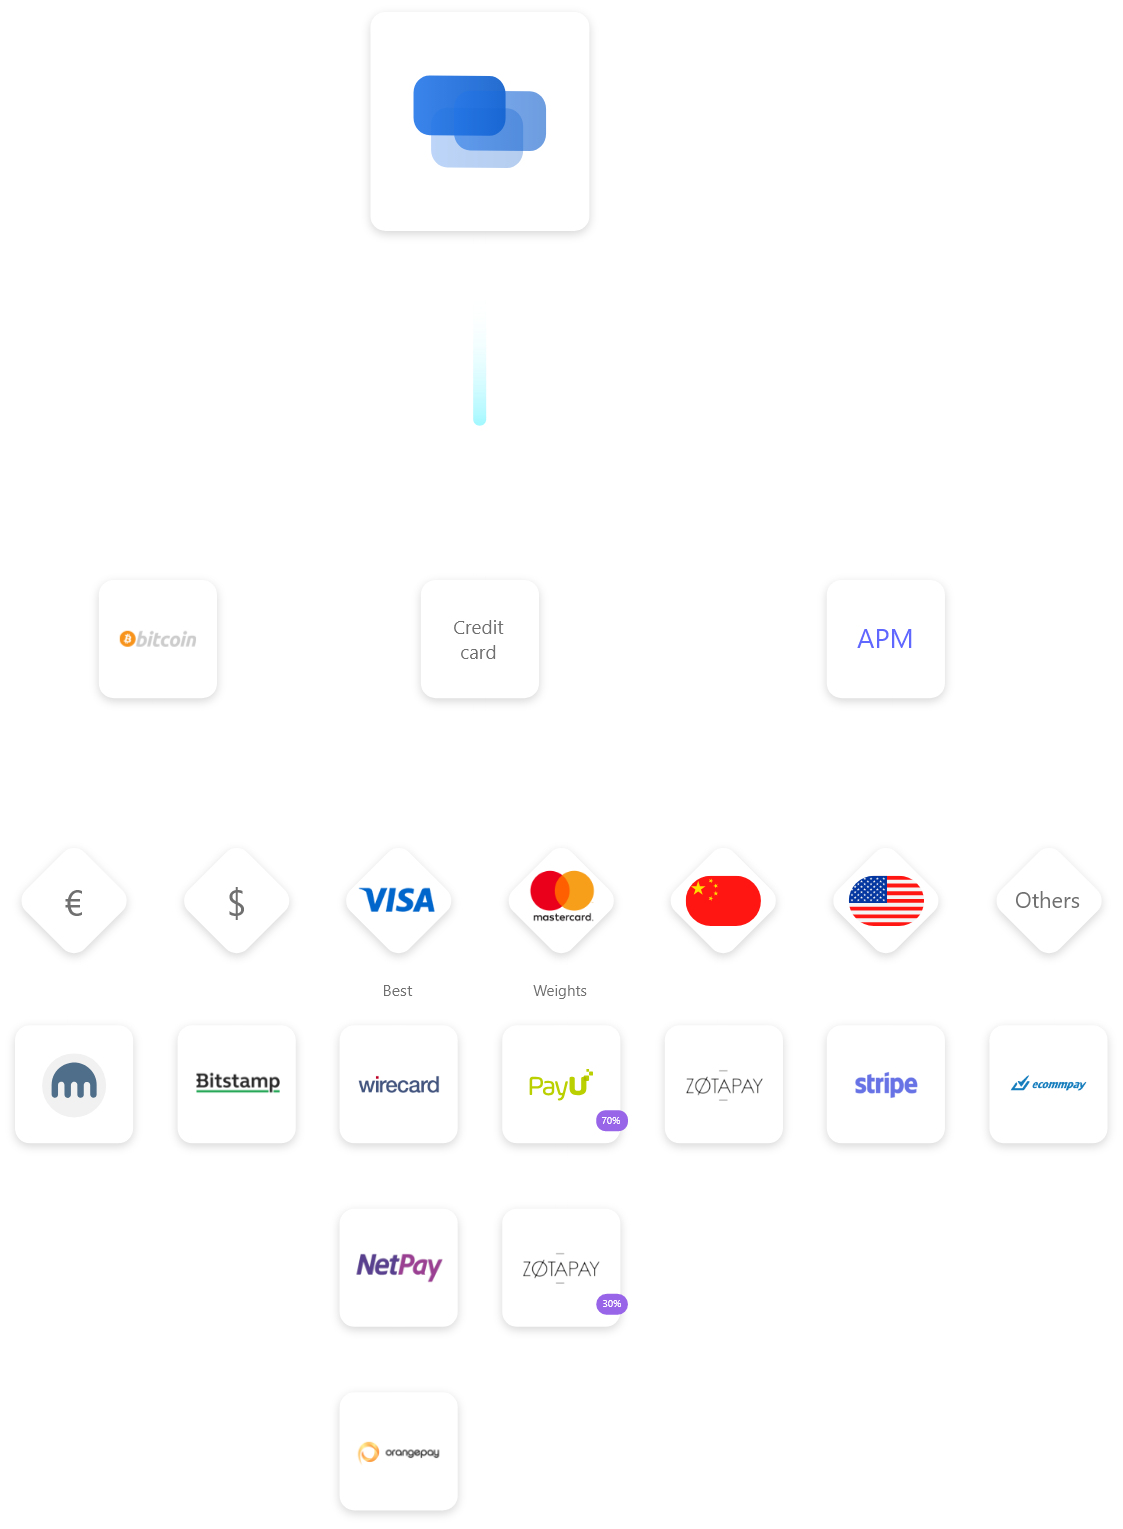 bitcoin
Credit
card
APM
€
$
VISA
mastercard.
Others
Best
Weights
Bitstamp
wirecard
PayU
70%
ZØTAPAY
stripe
ecommpay
NetPay
ZØTAPAY
30%
orangepay